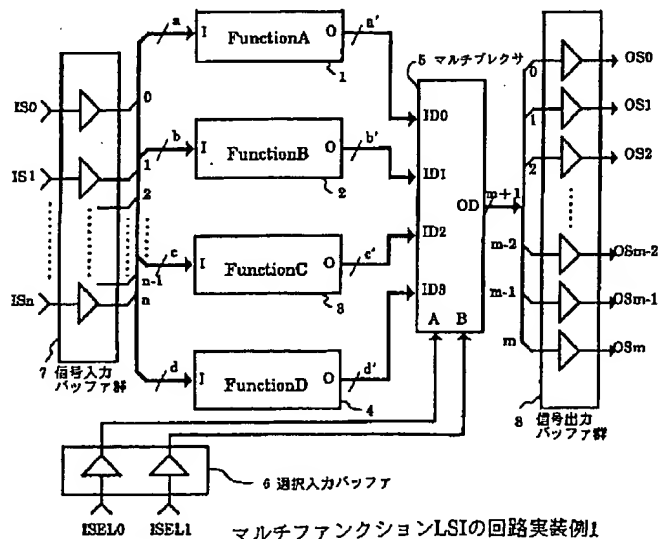 a
I FunctionA O
a'
1
5 マルチプレクサ
IS0
0
ID0
b
I FunctionB O
b'
2
IS1
1
2
ID1
OD
m+1
c
I FunctionC O
c'
3
n-1
n
ISn
ID2
ID3
A B
d
I FunctionD O
d'
4
7 信号入力
バッファ群
0
OS0
1
OS1
2
OS2
m-2
OSm-2
m-1
OSm-1
m
OSm
8 信号出力
バッファ群
6 選択入力バッファ
ISEL0 ISEL1
マルチファンクションLSIの回路実装例1